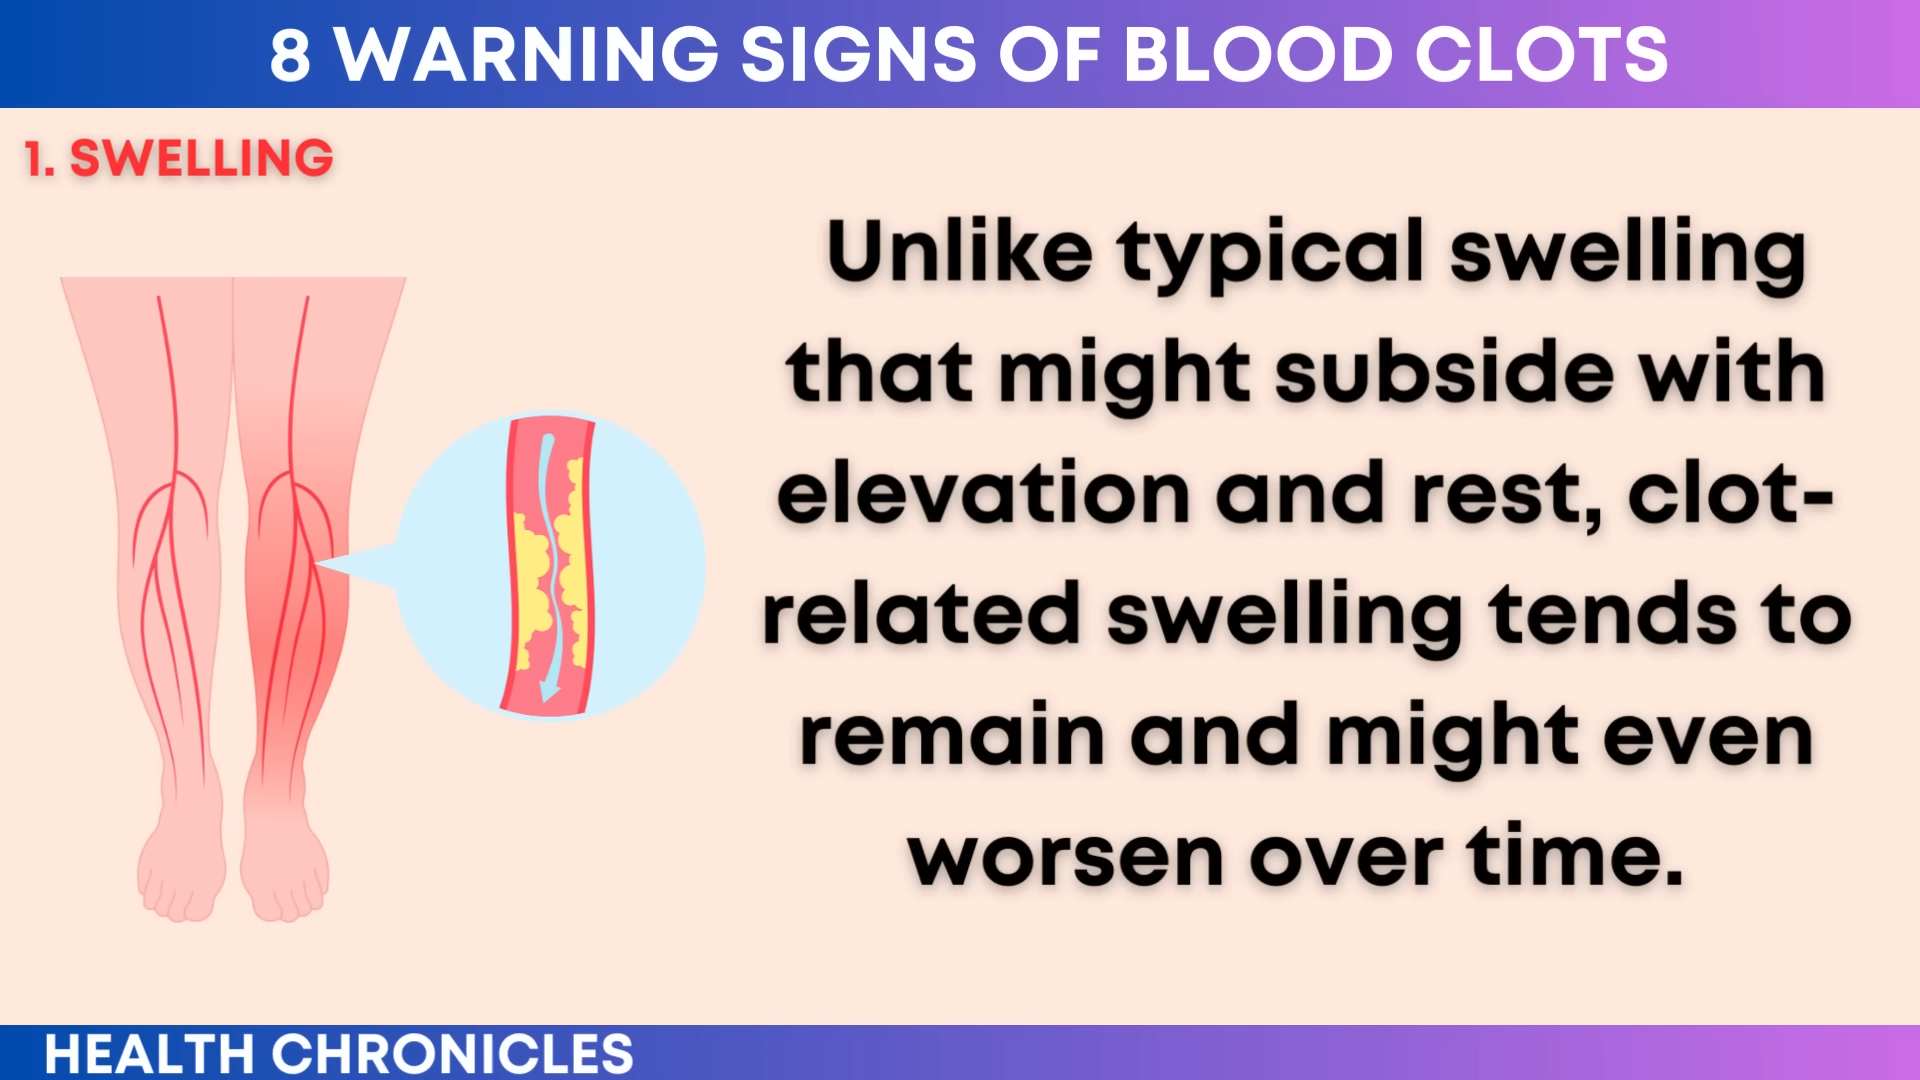 8 WARNING SIGNS OF BLOOD CLOTS
1. SWELLING
Unlike typical swelling
that might subside with
elevation and rest, clot-
related swelling tends to
remain and might even
worsen over time.
HEALTH CHRONICLES